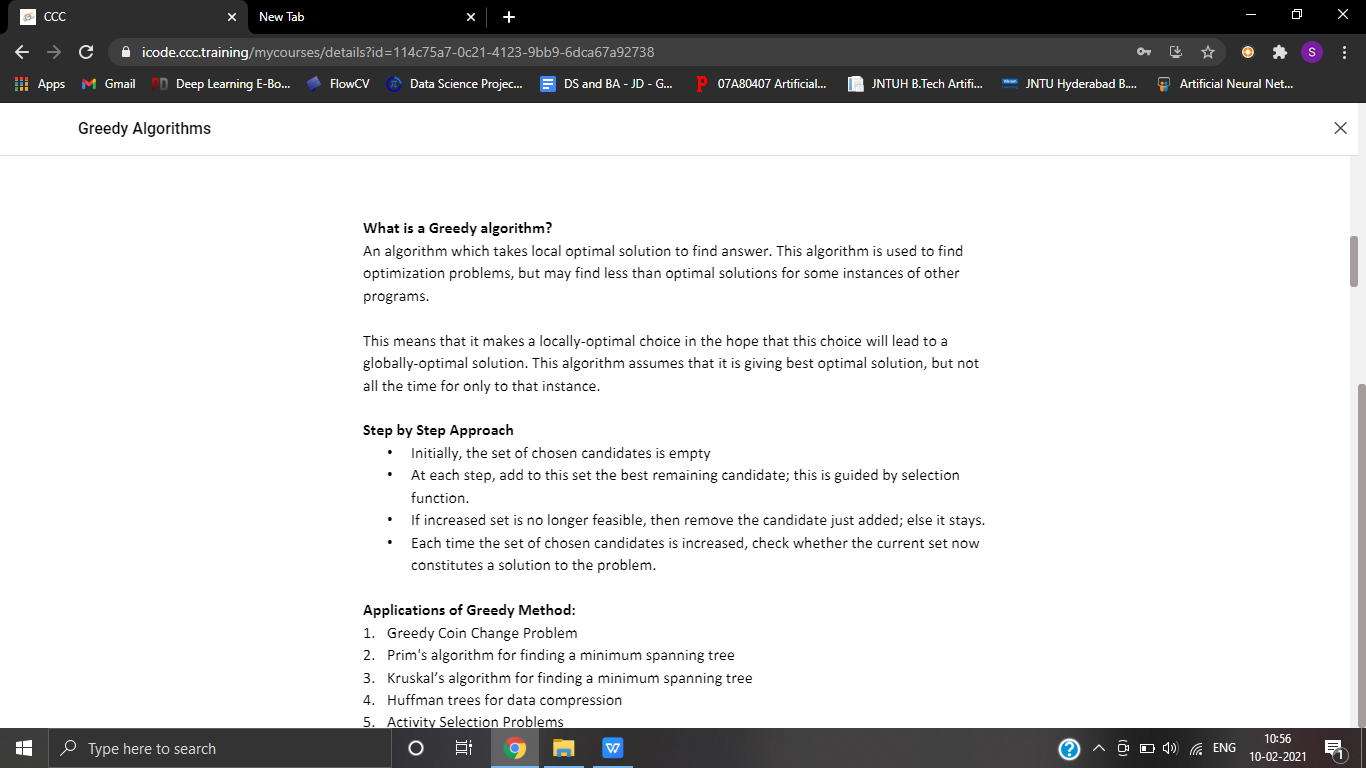 CCC
New Tab
icode.ccc.training/mycourses/details?id=114c75a7-0c21-4123-9bb9-6dca67a92738
S
Apps
Gmail
Deep Learning E-Bo...
FlowCV
Data Science Projec...
DS and BA - JD - G...
07A80407 Artificial...
JNTUH B.Tech Artifi...
JNTU Hyderabad B....
Artificial Neural Net...
Greedy Algorithms
What is a Greedy algorithm?
An algorithm which takes local optimal solution to find answer. This algorithm is used to find
optimization problems, but may find less than optimal solutions for some instances of other
programs.
This means that it makes a locally-optimal choice in the hope that this choice will lead to a
globally-optimal solution. This algorithm assumes that it is giving best optimal solution, but not
all the time for only to that instance.
Step by Step Approach
• Initially, the set of chosen candidates is empty
• At each step, add to this set the best remaining candidate; this is guided by selection
function.
• If increased set is no longer feasible, then remove the candidate just added; else it stays.
• Each time the set of chosen candidates is increased, check whether the current set now
constitutes a solution to the problem.
Applications of Greedy Method:
1. Greedy Coin Change Problem
2. Prim's algorithm for finding a minimum spanning tree
3. Kruskal’s algorithm for finding a minimum spanning tree
4. Huffman trees for data compression
5. Activity Selection Problems
Type here to search
ENG
10:56
10-02-2021
1